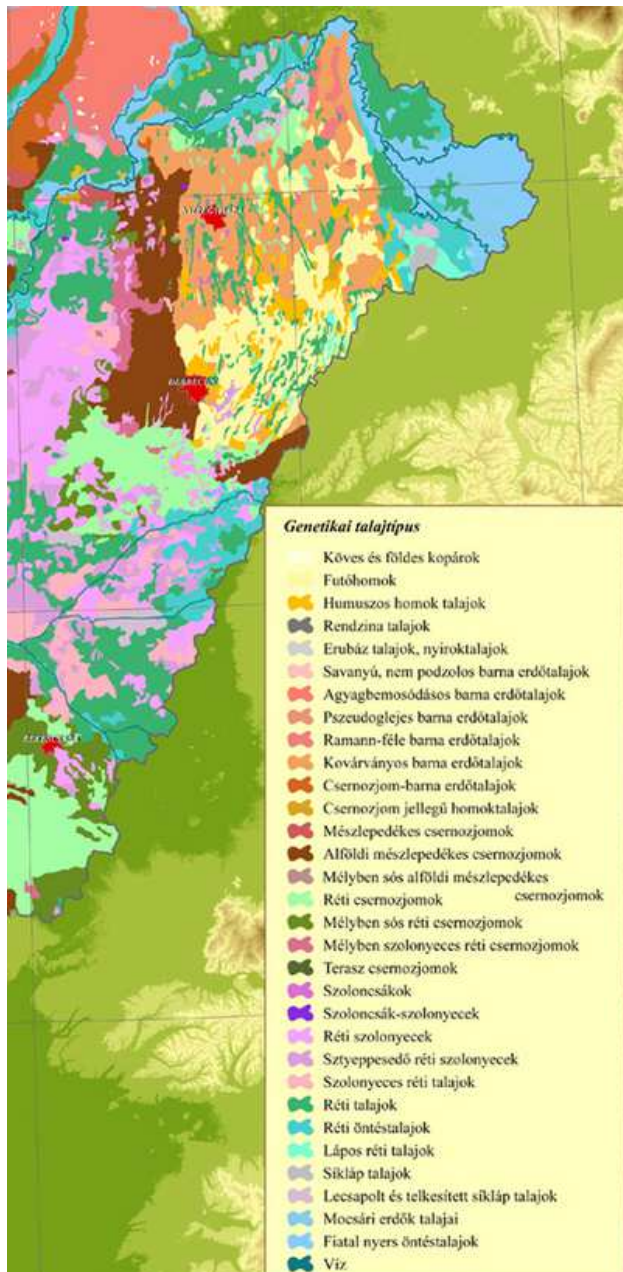 DEBRECEN
Genetikai talajtípus
Köves és földes kopárok
Futóhomok
Humuszos homok talajok
Rendzina talajok
Erubáz talajok, nyiroktalajok
Savanyú, nem podzolos barna erdőtalajok
Agyagbemosódásos barna erdőtalajok
Pszeudoglejes barna erdőtalajok
Ramann-féle barna erdőtalajok
Kovárványos barna erdőtalajok
Csernozjom-barna erdőtalajok
Csernozjom jellegű homoktalajok
Mészlepedékes csernozjomok
Alföldi mészlepedékes csernozjomok
Mélyben sós alföldi mészlepedékes
csernozjomok
Réti csernozjomok
Mélyben sós réti csernozjomok
Mélyben szolonyeces réti csernozjomok
Terasz csernozjomok
Szoloncsákok
Szoloncsák-szolonyecek
Réti szolonyecek
Sztyeppesedő réti szolonyecek
Szolonyeces réti talajok
Réti talajok
Réti öntéstalajok
Lápos réti talajok
Síkláp talajok
Lecsapolt és telkesített síkláp talajok
Mocsári erdők talajai
Fiatal nyers öntéstalajok
Víz